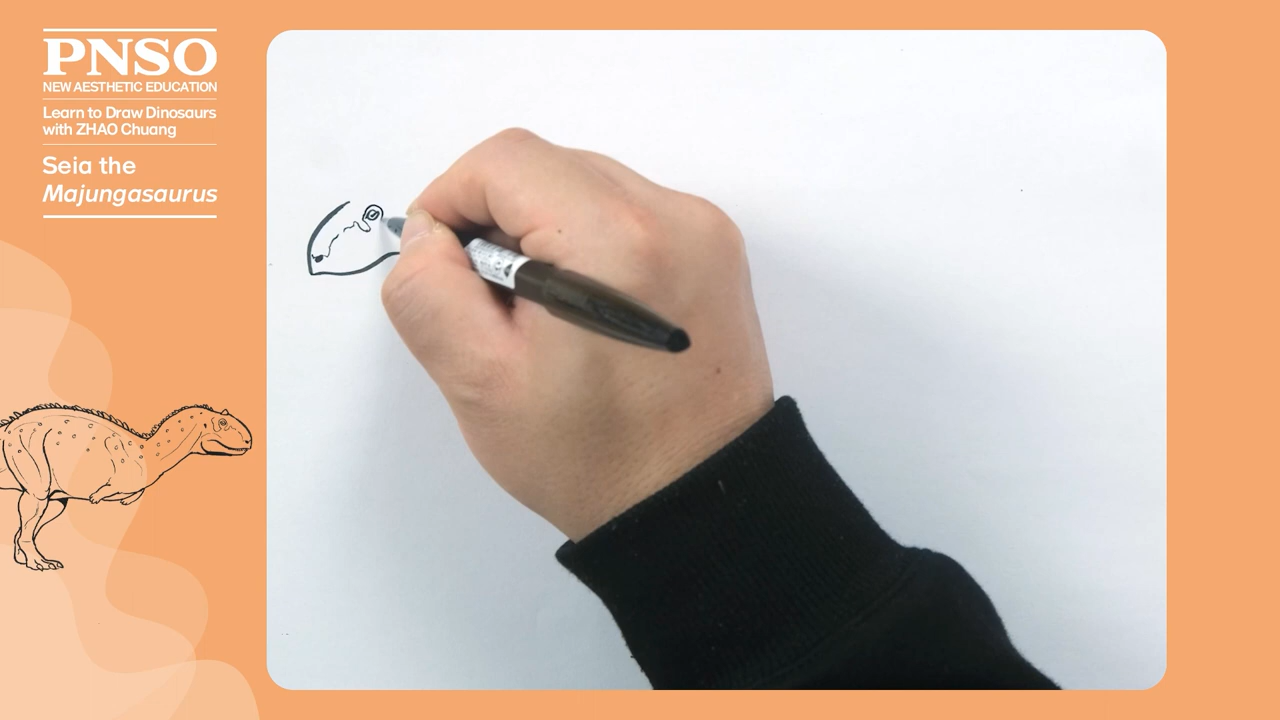 PNSO
NEW AESTHETIC EDUCATION
Learn to Draw Dinosaurs
with ZHAO Chuang
Seia the
Majungasaurus